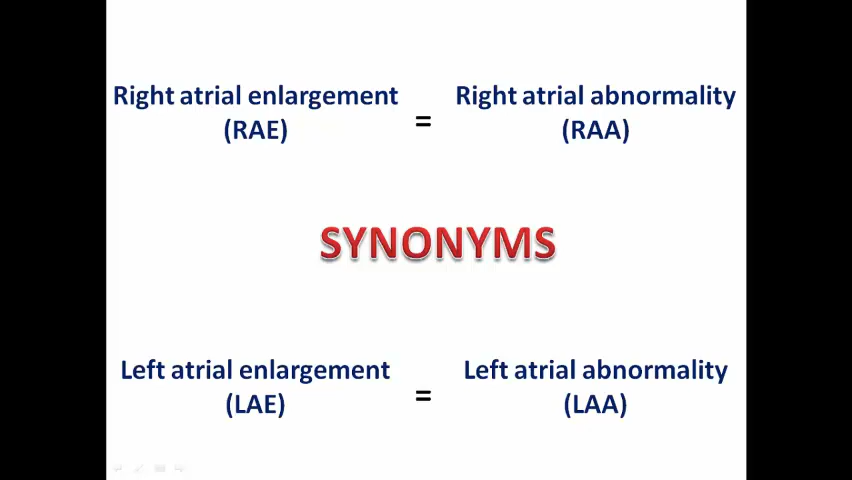 Right atrial enlargement
(RAE)
=
Right atrial abnormality
(RAA)
SYNONYMS
Left atrial enlargement
(LAE)
=
Left atrial abnormality
(LAA)